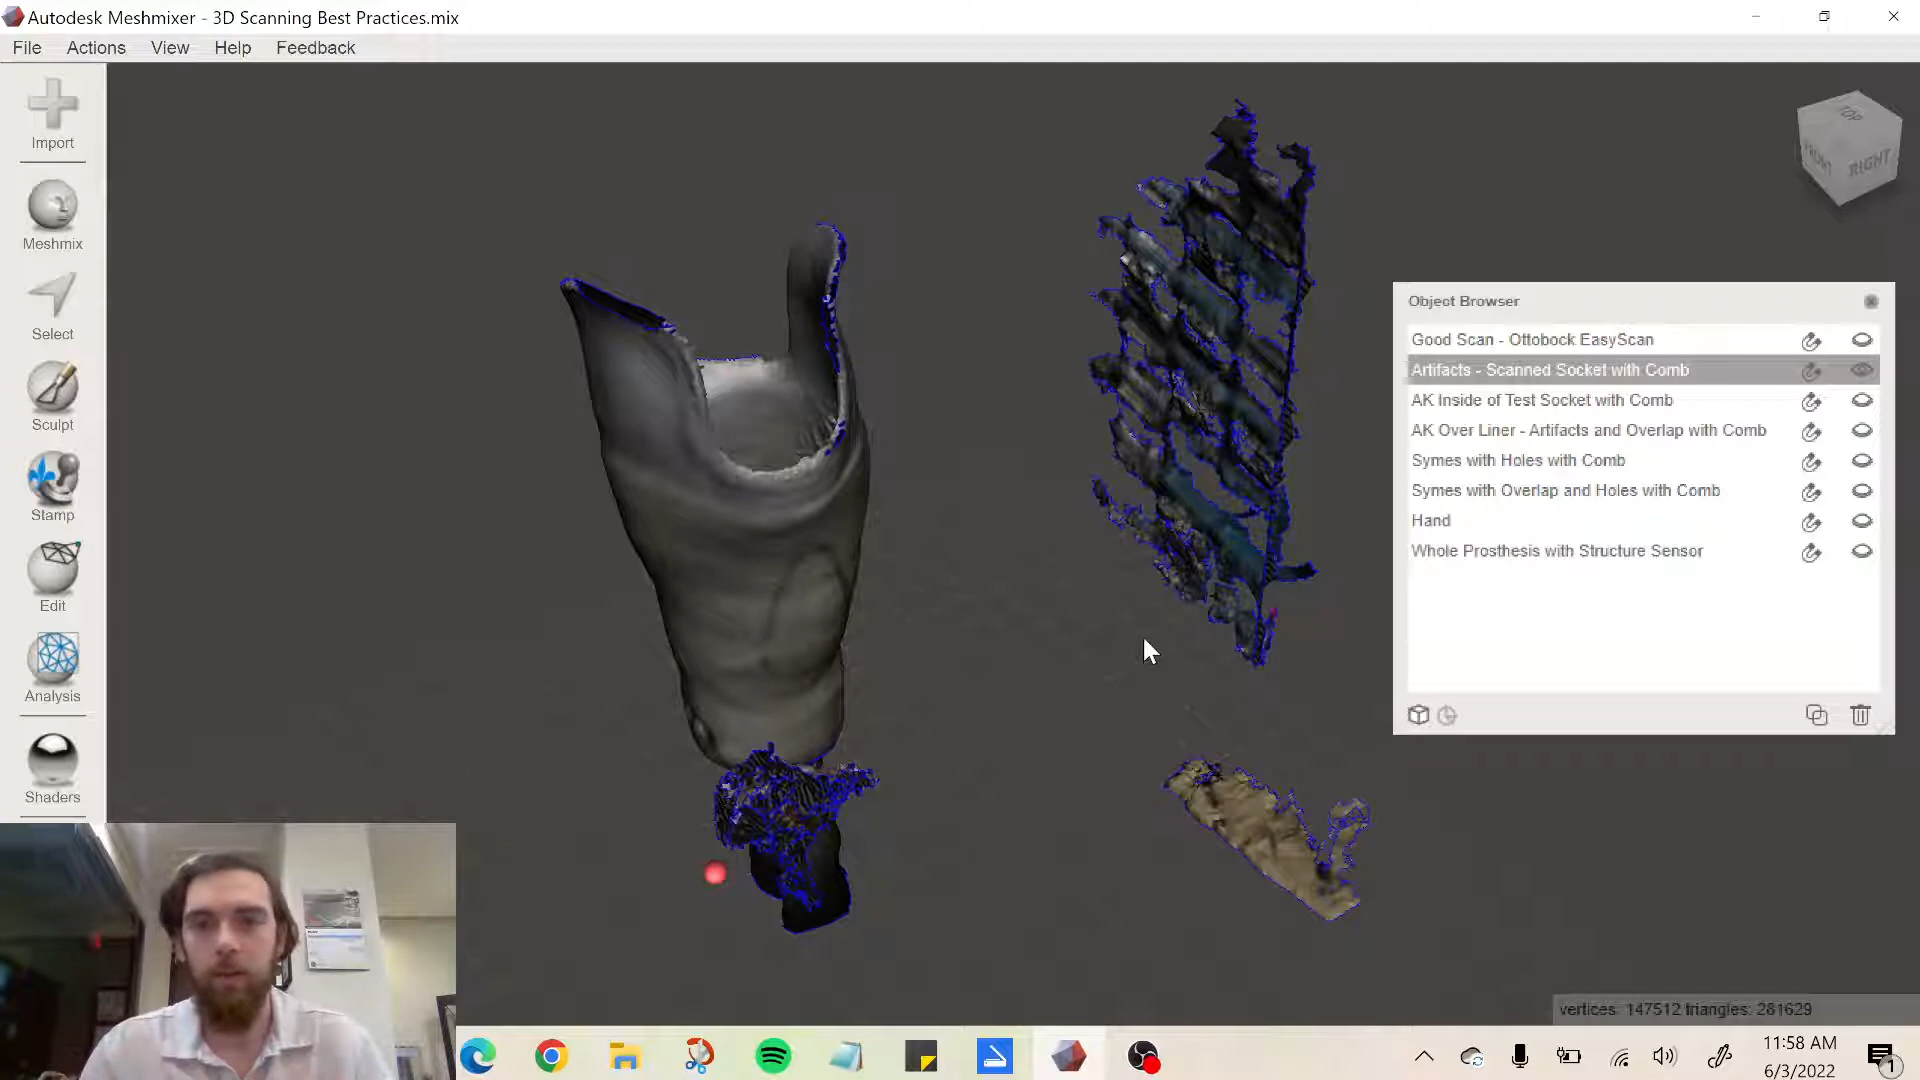 Autodesk Meshmixer - 3D Scanning Best Practices.mix
File Actions View Help Feedback
Import
Meshmix
Select
Sculpt
Stamp
Edit
Analysis
Shaders
TOP
FRONT
RIGHT
Object Browser
Good Scan - Ottobock EasyScan
Artifacts - Scanned Socket with Comb
AK Inside of Test Socket with Comb
AK Over Liner - Artifacts and Overlap with Comb
Symes with Holes with Comb
Symes with Overlap and Holes with Comb
Hand
Whole Prosthesis with Structure Sensor
vertices: 147512 triangles: 281629
11:58 AM
6/3/2022
1